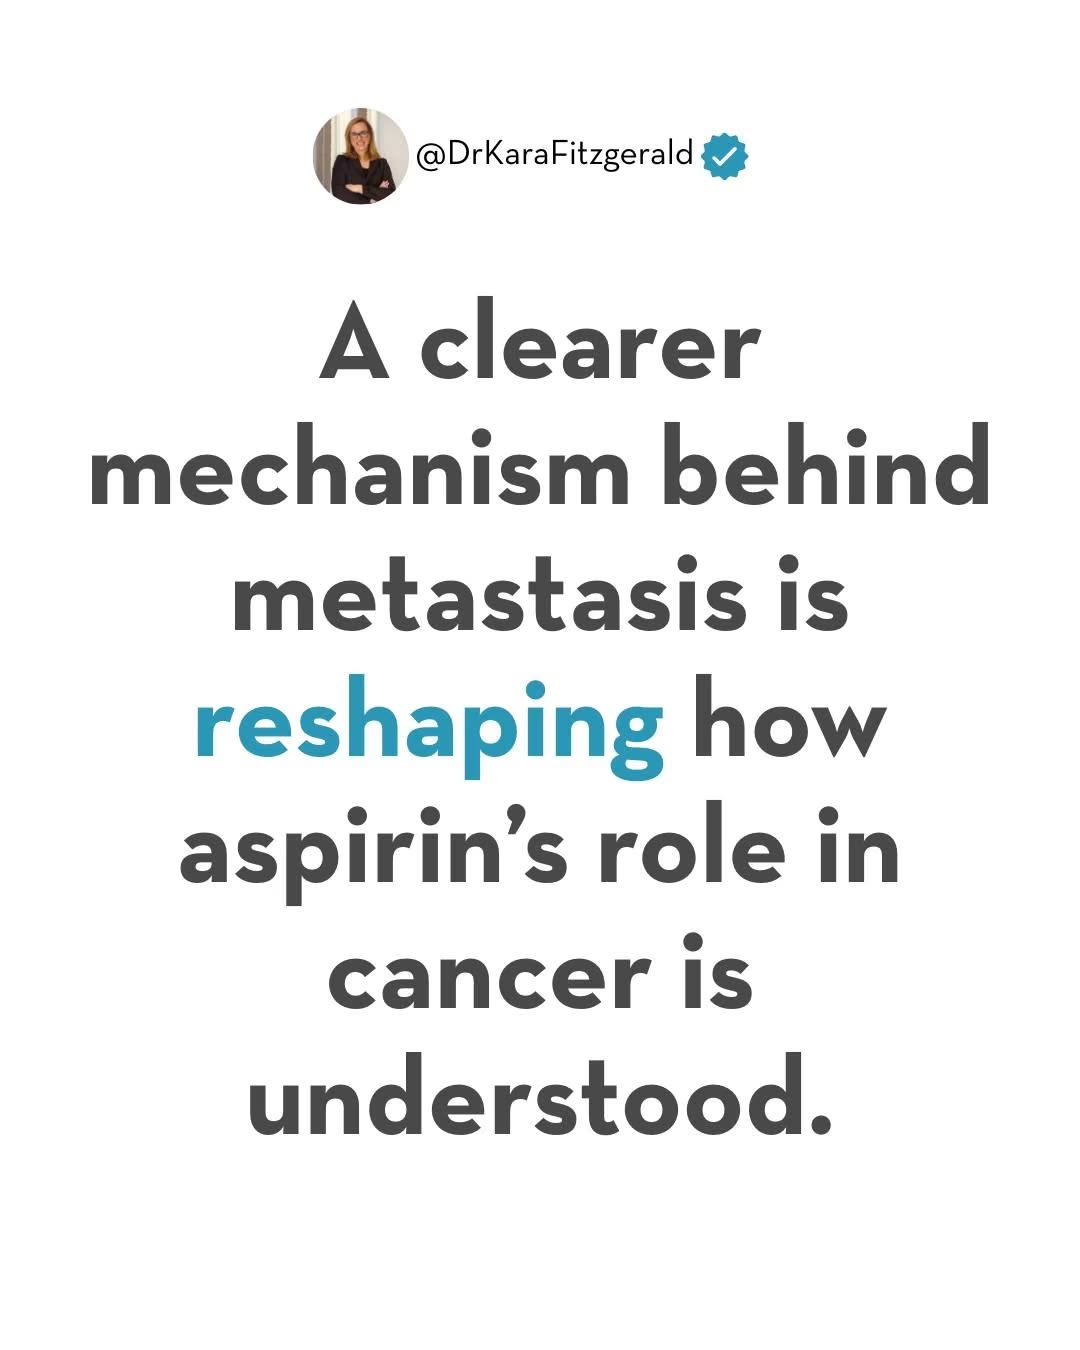 @DrKaraFitzgerald
A clearer
mechanism behind
metastasis is
reshaping how
aspirin’s role in
cancer is
understood.